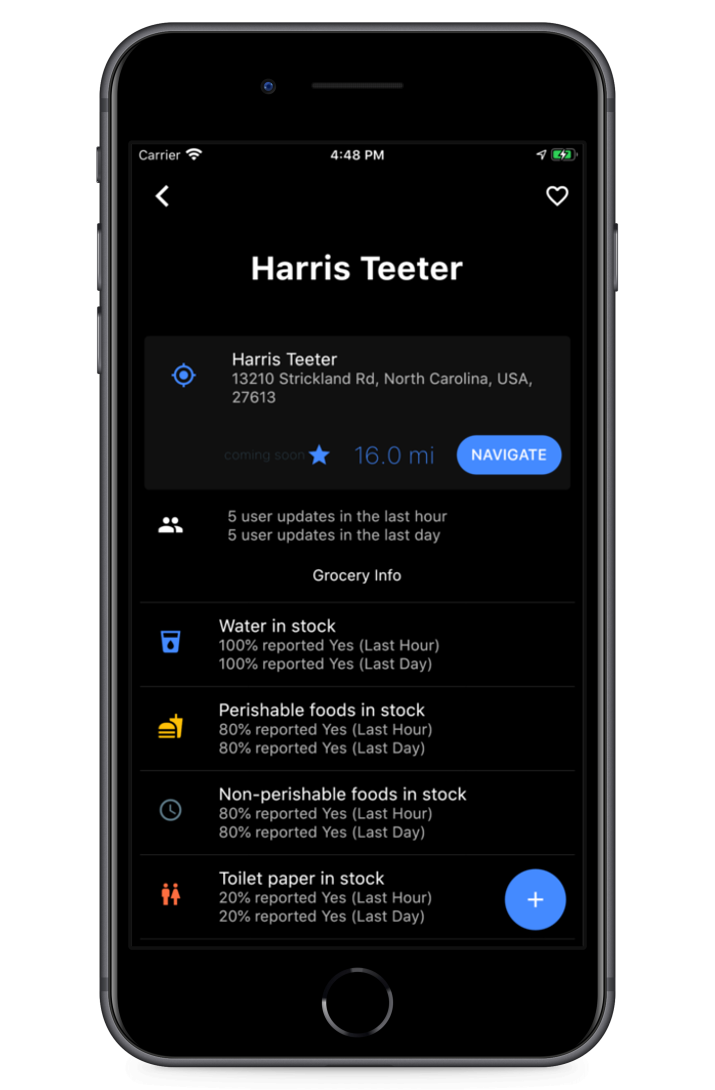 Carrier 4:48 PM
Harris Teeter
Harris Teeter
13210 Strickland Rd, North Carolina, USA,
27613
coming soon 16.0 mi NAVIGATE
5 user updates in the last hour
5 user updates in the last day
Grocery Info
Water in stock
100% reported Yes (Last Hour)
100% reported Yes (Last Day)
Perishable foods in stock
80% reported Yes (Last Hour)
80% reported Yes (Last Day)
Non-perishable foods in stock
80% reported Yes (Last Hour)
80% reported Yes (Last Day)
Toilet paper in stock
20% reported Yes (Last Hour)
20% reported Yes (Last Day)